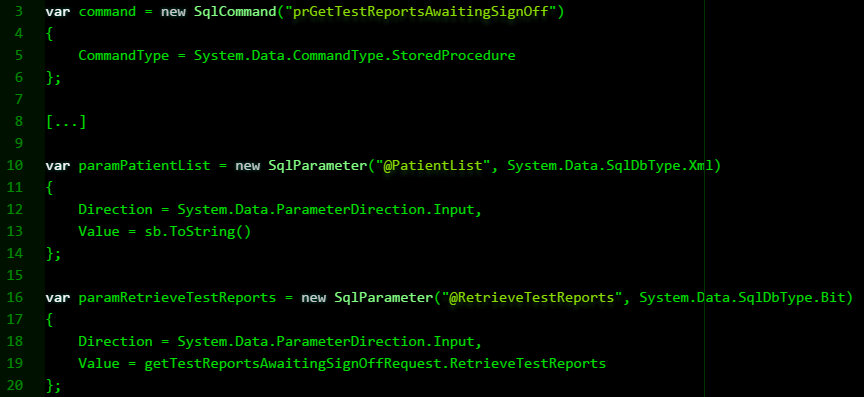 3 var command = new SqlCommand("prGetTestReportsAwaitingSignOff")
4 {
5     CommandType = System.Data.CommandType.StoredProcedure
6 };
7
8 [...]
9
10 var paramPatientList = new SqlParameter("@PatientList", System.Data.SqlDbType.Xml)
11 {
12     Direction = System.Data.ParameterDirection.Input,
13     Value = sb.ToString()
14 };
15
16 var paramRetrieveTestReports = new SqlParameter("@RetrieveTestReports", System.Data.SqlDbType.Bit)
17 {
18     Direction = System.Data.ParameterDirection.Input,
19     Value = getTestReportsAwaitingSignOffRequest.RetrieveTestReports
20 };